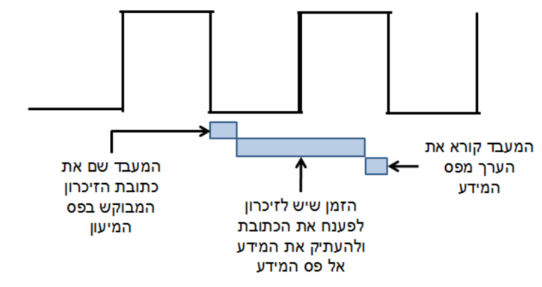 המעבד קורא את
הערך מפס
המידע
המעבד שם את
כתובת הזיכרון
המבוקש בפס
המיעון
הזמן שיש לזיכרון
לפענח את הכתובת
ולהעתיק את המידע
אל פס המידע